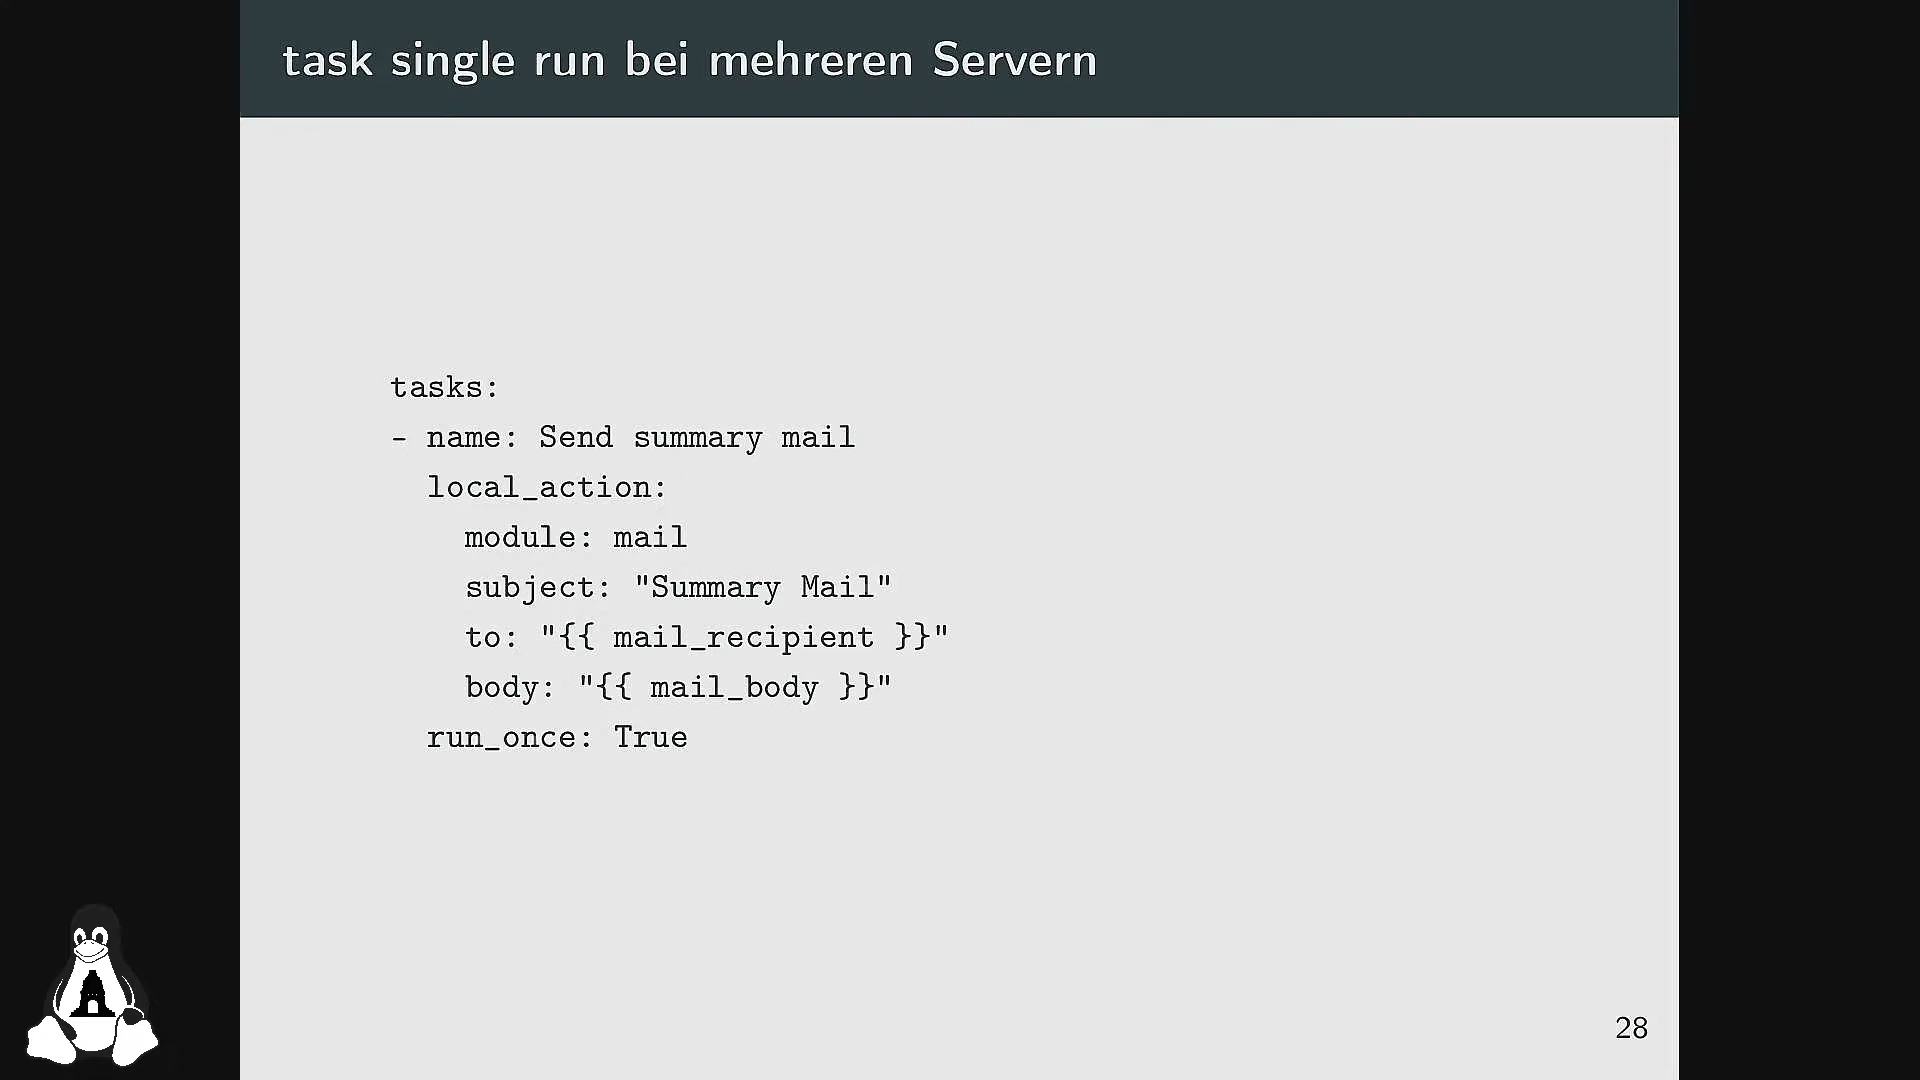 task single run bei mehreren Servern
tasks:
- name: Send summary mail
local_action:
module: mail
subject: "Summary Mail"
to: "{{ mail_recipient }}"
body: "{{ mail_body }}"
run_once: True
28